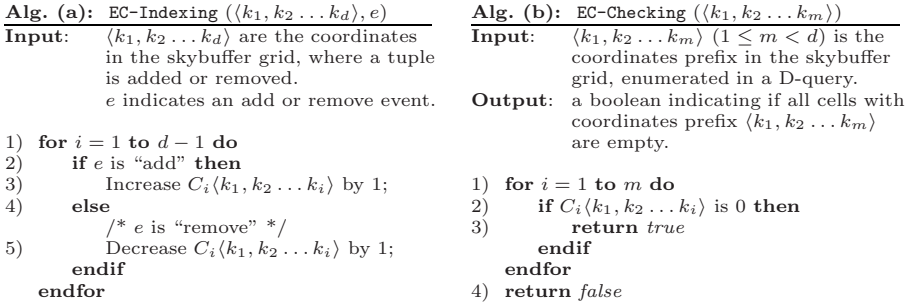 Alg. (a): EC-Indexing (⟨k₁, k₂ . . . k_d⟩, e)
Input: ⟨k₁, k₂ . . . k_d⟩ are the coordinates
in the skybuffer grid, where a tuple
is added or removed.
e indicates an add or remove event.
1) for i = 1 to d − 1 do
2) if e is “add” then
3) Increase C_i⟨k₁, k₂ . . . k_i⟩ by 1;
4) else
/* e is “remove” */
5) Decrease C_i⟨k₁, k₂ . . . k_i⟩ by 1;
endif
endfor
Alg. (b): EC-Checking (⟨k₁, k₂ . . . k_m⟩)
Input: ⟨k₁, k₂ . . . k_m⟩ (1 ≤ m < d) is the
coordinates prefix in the skybuffer
grid, enumerated in a D-query.
Output: a boolean indicating if all cells with
coordinates prefix ⟨k₁, k₂ . . . k_m⟩
are empty.
1) for i = 1 to m do
2) if C_i⟨k₁, k₂ . . . k_i⟩ is 0 then
3) return true
endif
endfor
4) return false